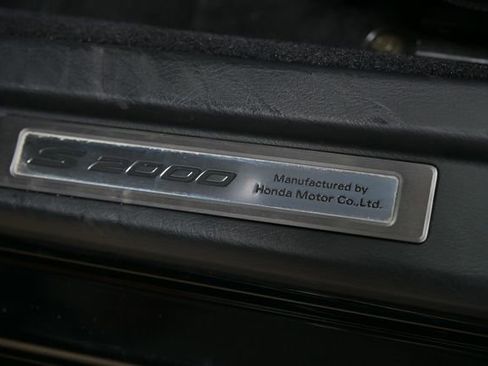 S2000
Manufactured by
Honda Motor Co.,Ltd.